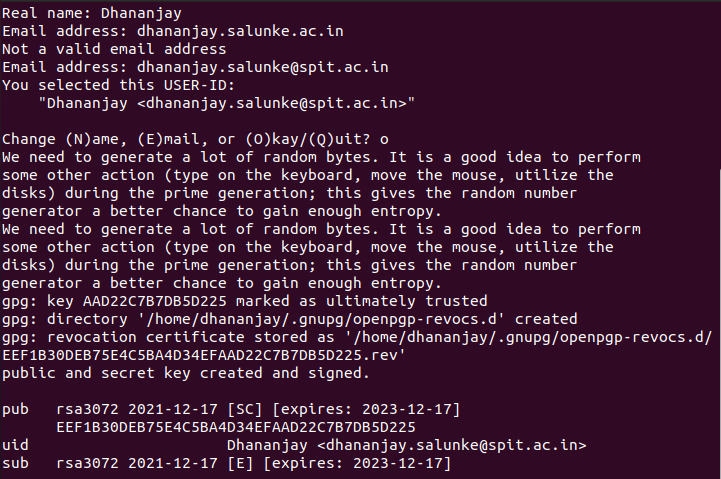 Real name: Dhananjay
Email address: dhananjay.salunke.ac.in
Not a valid email address
Email address: dhananjay.salunke@spit.ac.in
You selected this USER-ID:
    "Dhananjay <dhananjay.salunke@spit.ac.in>"

Change (N)ame, (E)mail, or (O)kay/(Q)uit? o
We need to generate a lot of random bytes. It is a good idea to perform
some other action (type on the keyboard, move the mouse, utilize the
disks) during the prime generation; this gives the random number
generator a better chance to gain enough entropy.
We need to generate a lot of random bytes. It is a good idea to perform
some other action (type on the keyboard, move the mouse, utilize the
disks) during the prime generation; this gives the random number
generator a better chance to gain enough entropy.
gpg: key AAD22C7B7DB5D225 marked as ultimately trusted
gpg: directory '/home/dhananjay/.gnupg/openpgp-revocs.d' created
gpg: revocation certificate stored as '/home/dhananjay/.gnupg/openpgp-revocs.d/
EEF1B30DEB75E4C5BA4D34EFAAD22C7B7DB5D225.rev'
public and secret key created and signed.

pub   rsa3072 2021-12-17 [SC] [expires: 2023-12-17]
      EEF1B30DEB75E4C5BA4D34EFAAD22C7B7DB5D225
uid                      Dhananjay <dhananjay.salunke@spit.ac.in>
sub   rsa3072 2021-12-17 [E] [expires: 2023-12-17]